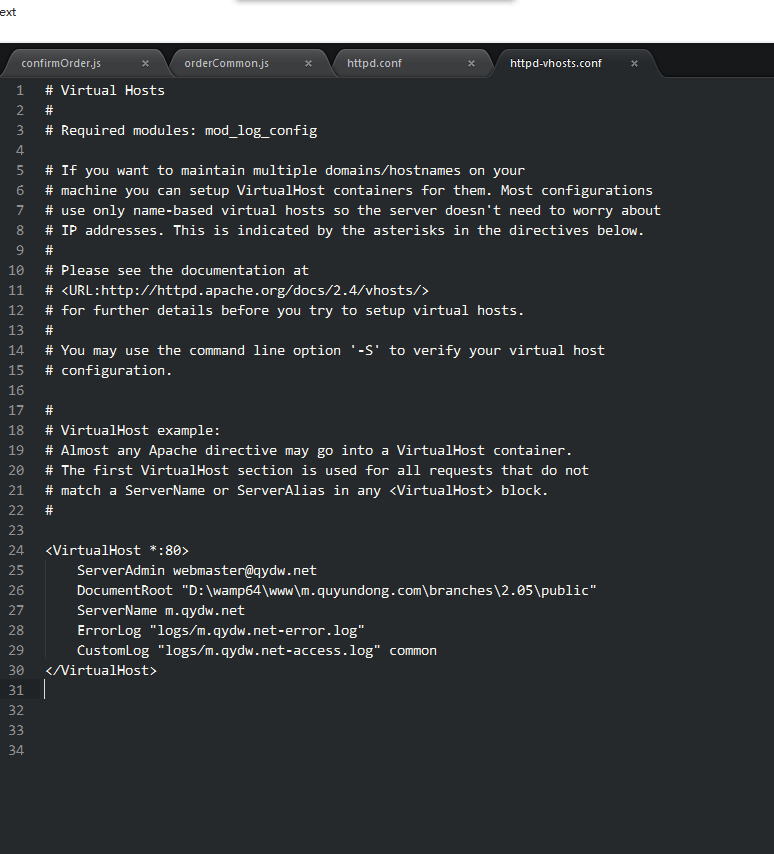 ext
confirmOrder.js × orderCommon.js × httpd.conf × httpd-vhosts.conf ×
1 # Virtual Hosts
2 #
3 # Required modules: mod_log_config
4
5 # If you want to maintain multiple domains/hostnames on your
6 # machine you can setup VirtualHost containers for them. Most configurations
7 # use only name-based virtual hosts so the server doesn't need to worry about
8 # IP addresses. This is indicated by the asterisks in the directives below.
9 #
10 # Please see the documentation at
11 # <URL:http://httpd.apache.org/docs/2.4/vhosts/>
12 # for further details before you try to setup virtual hosts.
13 #
14 # You may use the command line option '-S' to verify your virtual host
15 # configuration.
16
17 #
18 # VirtualHost example:
19 # Almost any Apache directive may go into a VirtualHost container.
20 # The first VirtualHost section is used for all requests that do not
21 # match a ServerName or ServerAlias in any <VirtualHost> block.
22 #
23
24 <VirtualHost *:80>
25     ServerAdmin webmaster@qydw.net
26     DocumentRoot "D:\wamp64\www\m.quyundong.com\branches\2.05\public"
27     ServerName m.qydw.net
28     ErrorLog "logs/m.qydw.net-error.log"
29     CustomLog "logs/m.qydw.net-access.log" common
30 </VirtualHost>
31
32
33
34